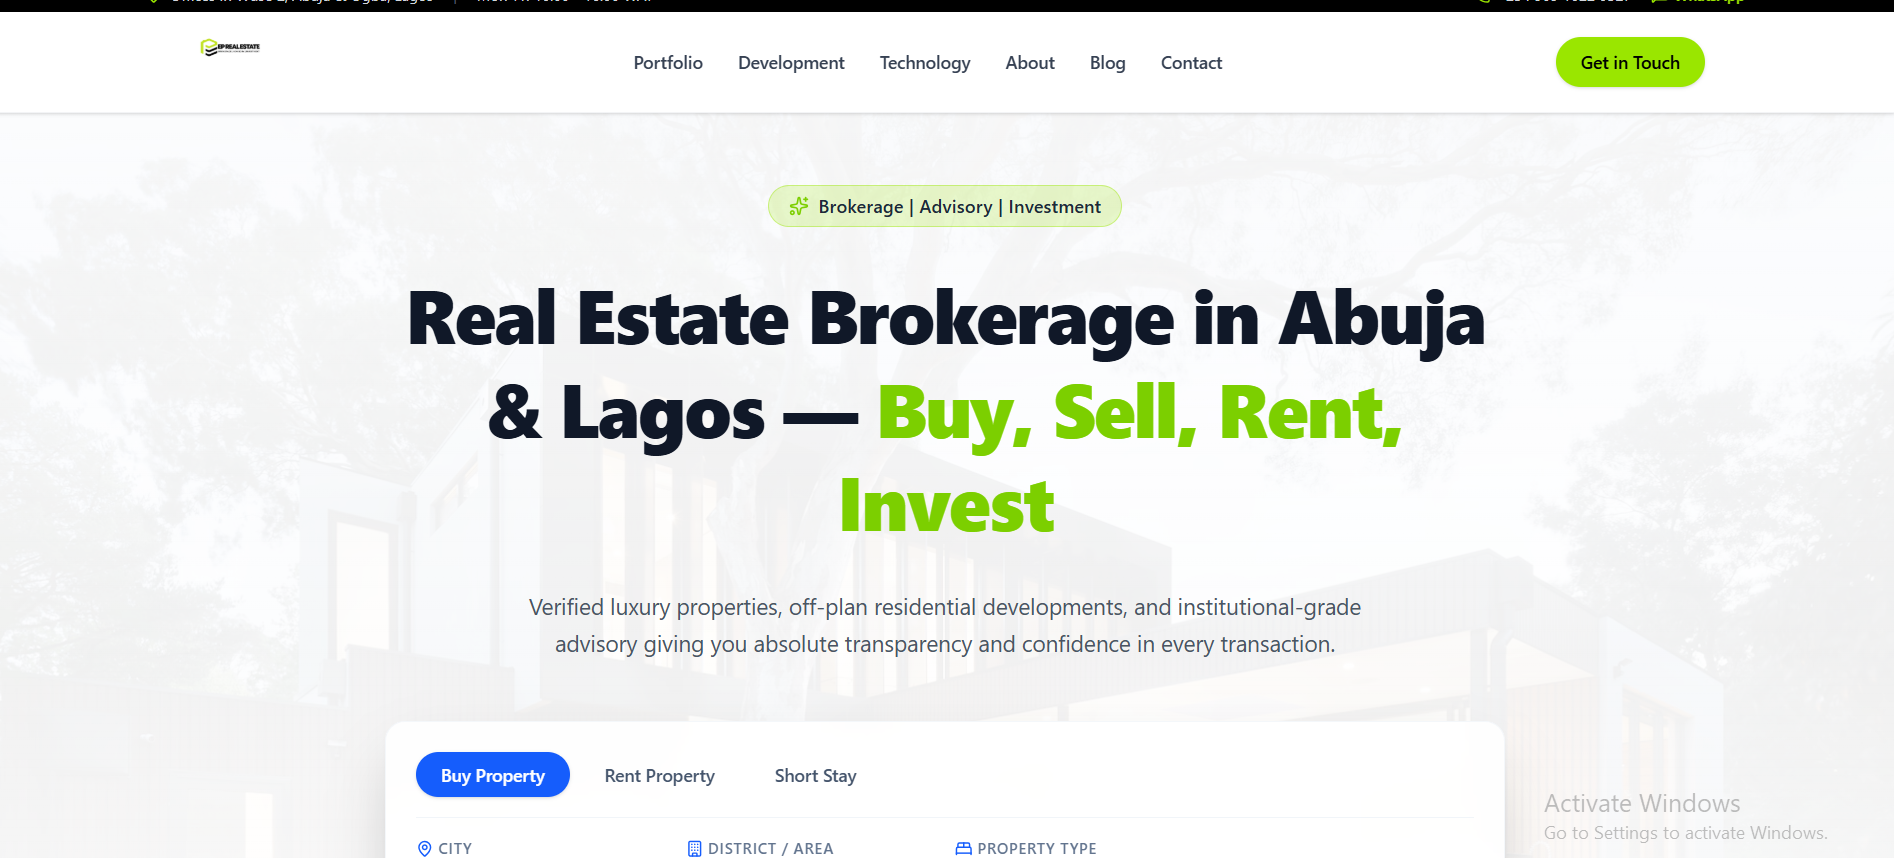 EP REAL ESTATE
Portfolio
Development
Technology
About
Blog
Contact
Get in Touch
Brokerage | Advisory | Investment
Real Estate Brokerage in Abuja
& Lagos — Buy, Sell, Rent,
Invest
Verified luxury properties, off-plan residential developments, and institutional-grade
advisory giving you absolute transparency and confidence in every transaction.
Buy Property
Rent Property
Short Stay
CITY
DISTRICT / AREA
PROPERTY TYPE
Activate Windows
Go to Settings to activate Windows.